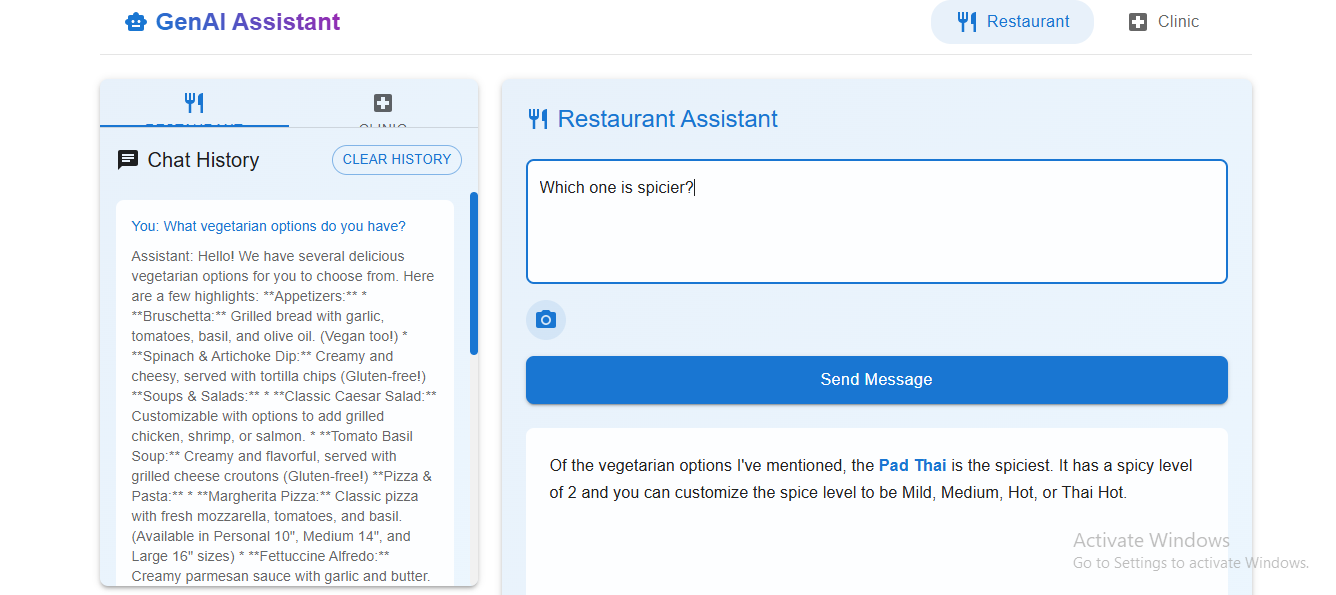 GenAI Assistant
Restaurant
Clinic
RESTAURANT
CLINIC
Chat History
CLEAR HISTORY
You: What vegetarian options do you have?
Assistant: Hello! We have several delicious
vegetarian options for you to choose from. Here
are a few highlights: **Appetizers:** *
**Bruschetta:** Grilled bread with garlic,
tomatoes, basil, and olive oil. (Vegan too!) *
**Spinach & Artichoke Dip:** Creamy and
cheesy, served with tortilla chips (Gluten-free!)
**Soups & Salads:** * **Classic Caesar Salad:**
Customizable with options to add grilled
chicken, shrimp, or salmon. * **Tomato Basil
Soup:** Creamy and flavorful, served with
grilled cheese croutons (Gluten-free!) **Pizza &
Pasta:** * **Margherita Pizza:** Classic pizza
with fresh mozzarella, tomatoes, and basil.
(Available in Personal 10", Medium 14", and
Large 16" sizes) * **Fettuccine Alfredo:**
Creamy parmesan sauce with garlic and butter.
Restaurant Assistant
Which one is spicier?
Send Message
Of the vegetarian options I've mentioned, the Pad Thai is the spiciest. It has a spicy level
of 2 and you can customize the spice level to be Mild, Medium, Hot, or Thai Hot.
Activate Windows
Go to Settings to activate Windows.